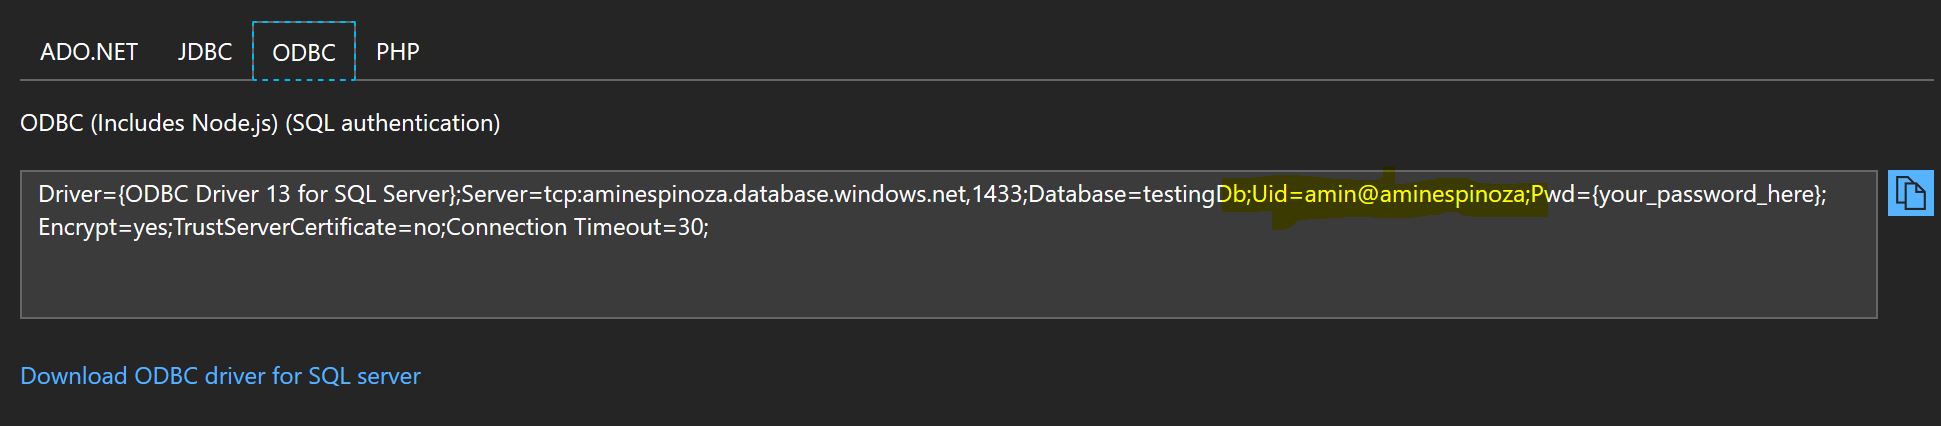 ADO.NET JDBC ODBC PHP
ODBC (Includes Node.js) (SQL authentication)
Driver={ODBC Driver 13 for SQL Server};Server=tcp:aminespinoza.database.windows.net,1433;Database=testingDb;Uid=amin@aminespinoza;Pwd={your_password_here};
Encrypt=yes;TrustServerCertificate=no;Connection Timeout=30;
Download ODBC driver for SQL server